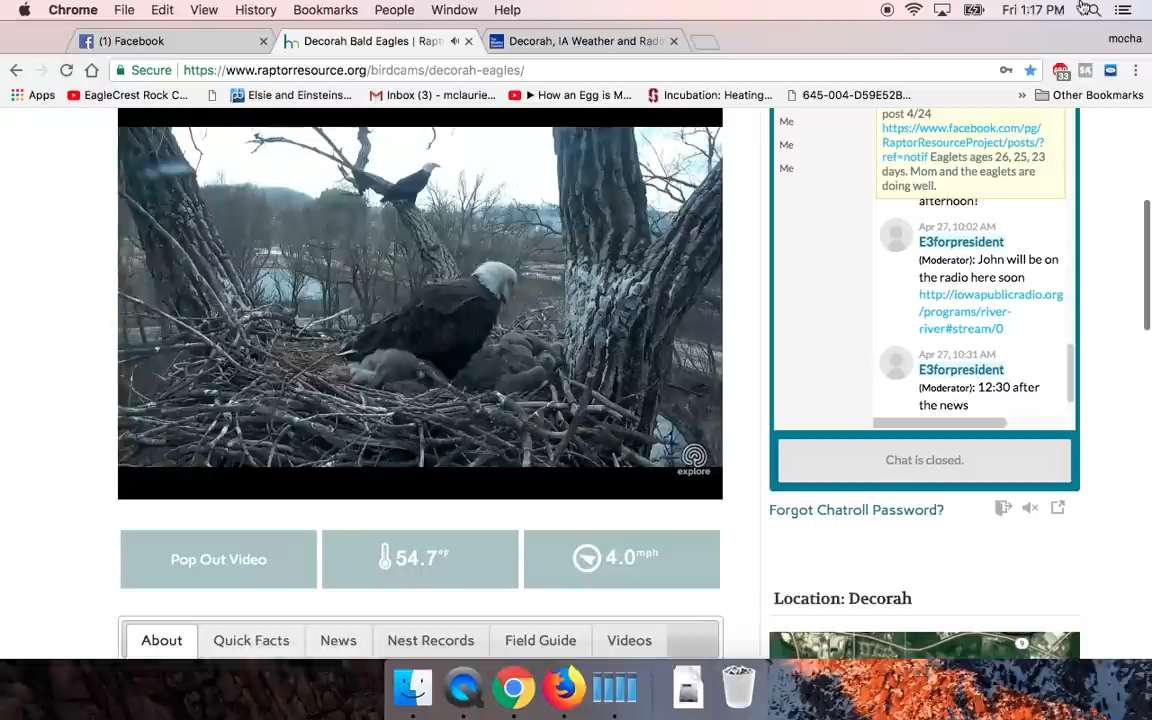 Chrome File Edit View History Bookmarks People Window Help Fri 1:17 PM
(1) Facebook Decorah Bald Eagles | Rapt Decorah, IA Weather and Rada mocha
Secure https://www.raptorresource.org/birdcams/decorah-eagles/ 33 SA
Apps EagleCrest Rock C... Elsie and Einsteins... Inbox (3) - mclaurie... How an Egg is M... Incubation: Heating... 645-004-D59E52B... » Other Bookmarks
post 4/24
Me
https://www.facebook.com/pg/
Me
RaptorResourceProject/posts/?
ref=notif Eaglets ages 26, 25, 23
Me
days. Mom and the eaglets are
doing well.
afternoon!
Apr 27, 10:02 AM
E3forpresident
(Moderator): John will be on
the radio here soon
http://iowapublicradio.org
/programs/river-
river#stream/0
Apr 27, 10:31 AM
E3forpresident
(Moderator): 12:30 after
the news
Chat is closed.
explore
Forgot Chatroll Password?
Pop Out Video 54.7°F 4.0mph
Location: Decorah
About Quick Facts News Nest Records Field Guide Videos
9